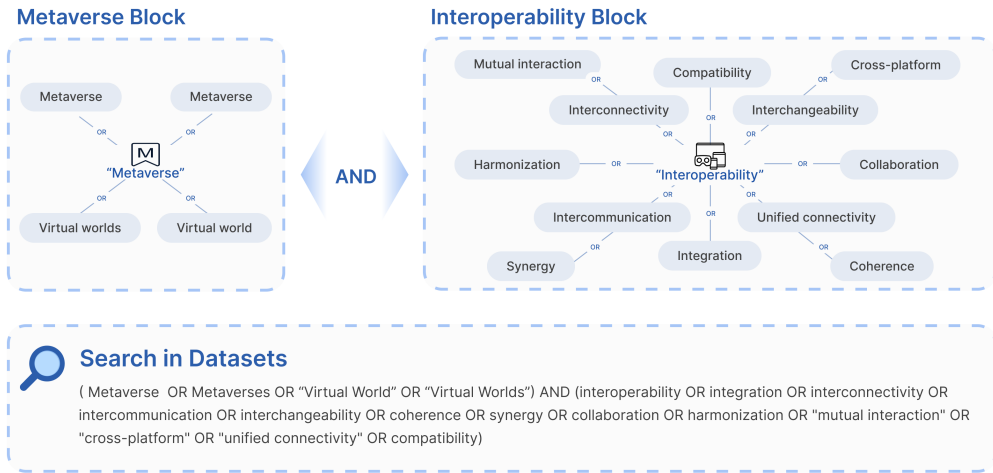 Metaverse Block
Interoperability Block
Metaverse
Metaverse
OR
OR
M
“Metaverse”
OR
OR
Virtual worlds
Virtual world
AND
Mutual interaction
Compatibility
Cross-platform
OR
OR
Interconnectivity
Interchangeability
OR
OR
OR
Harmonization
OR
OR
Collaboration
“Interoperability”
OR
OR
Intercommunication
OR
Unified connectivity
OR
OR
Synergy
Integration
Coherence
Search in Datasets
( Metaverse OR Metaverses OR “Virtual World” OR “Virtual Worlds”) AND (interoperability OR integration OR interconnectivity OR
intercommunication OR interchangeability OR coherence OR synergy OR collaboration OR harmonization OR "mutual interaction" OR
"cross-platform" OR "unified connectivity" OR compatibility)